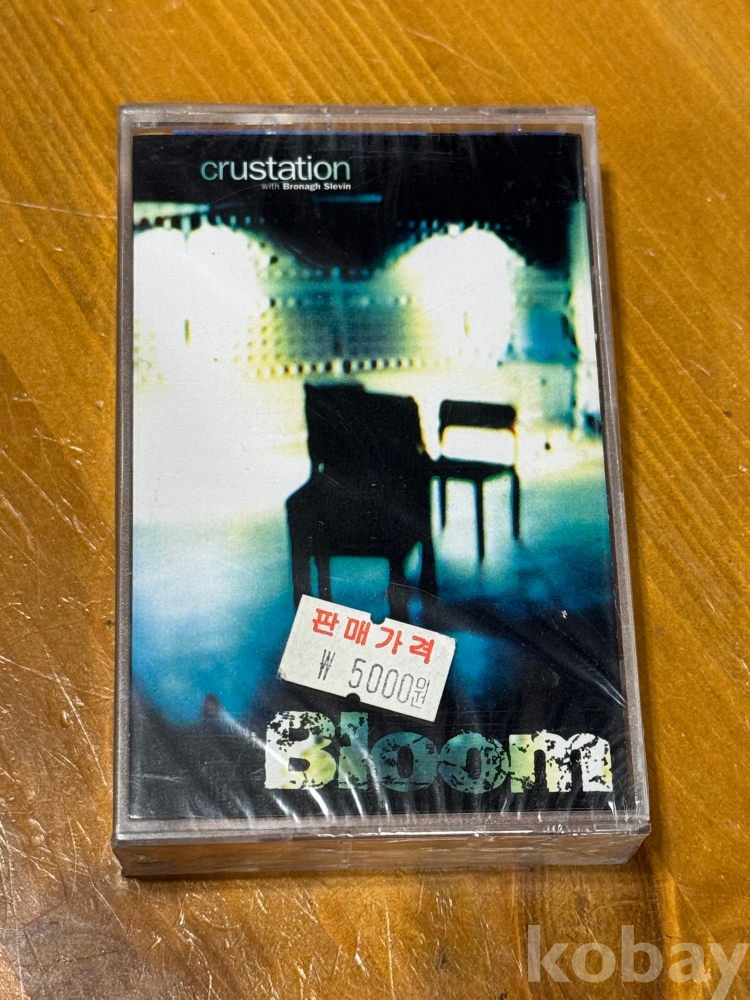 crustation
with Bronagh Slevin
판매가격
₩ 5000원
Bloom
kobay